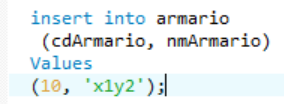 insert into armario
(cdArmario, nmArmario)
Values
(10, 'x1y2');